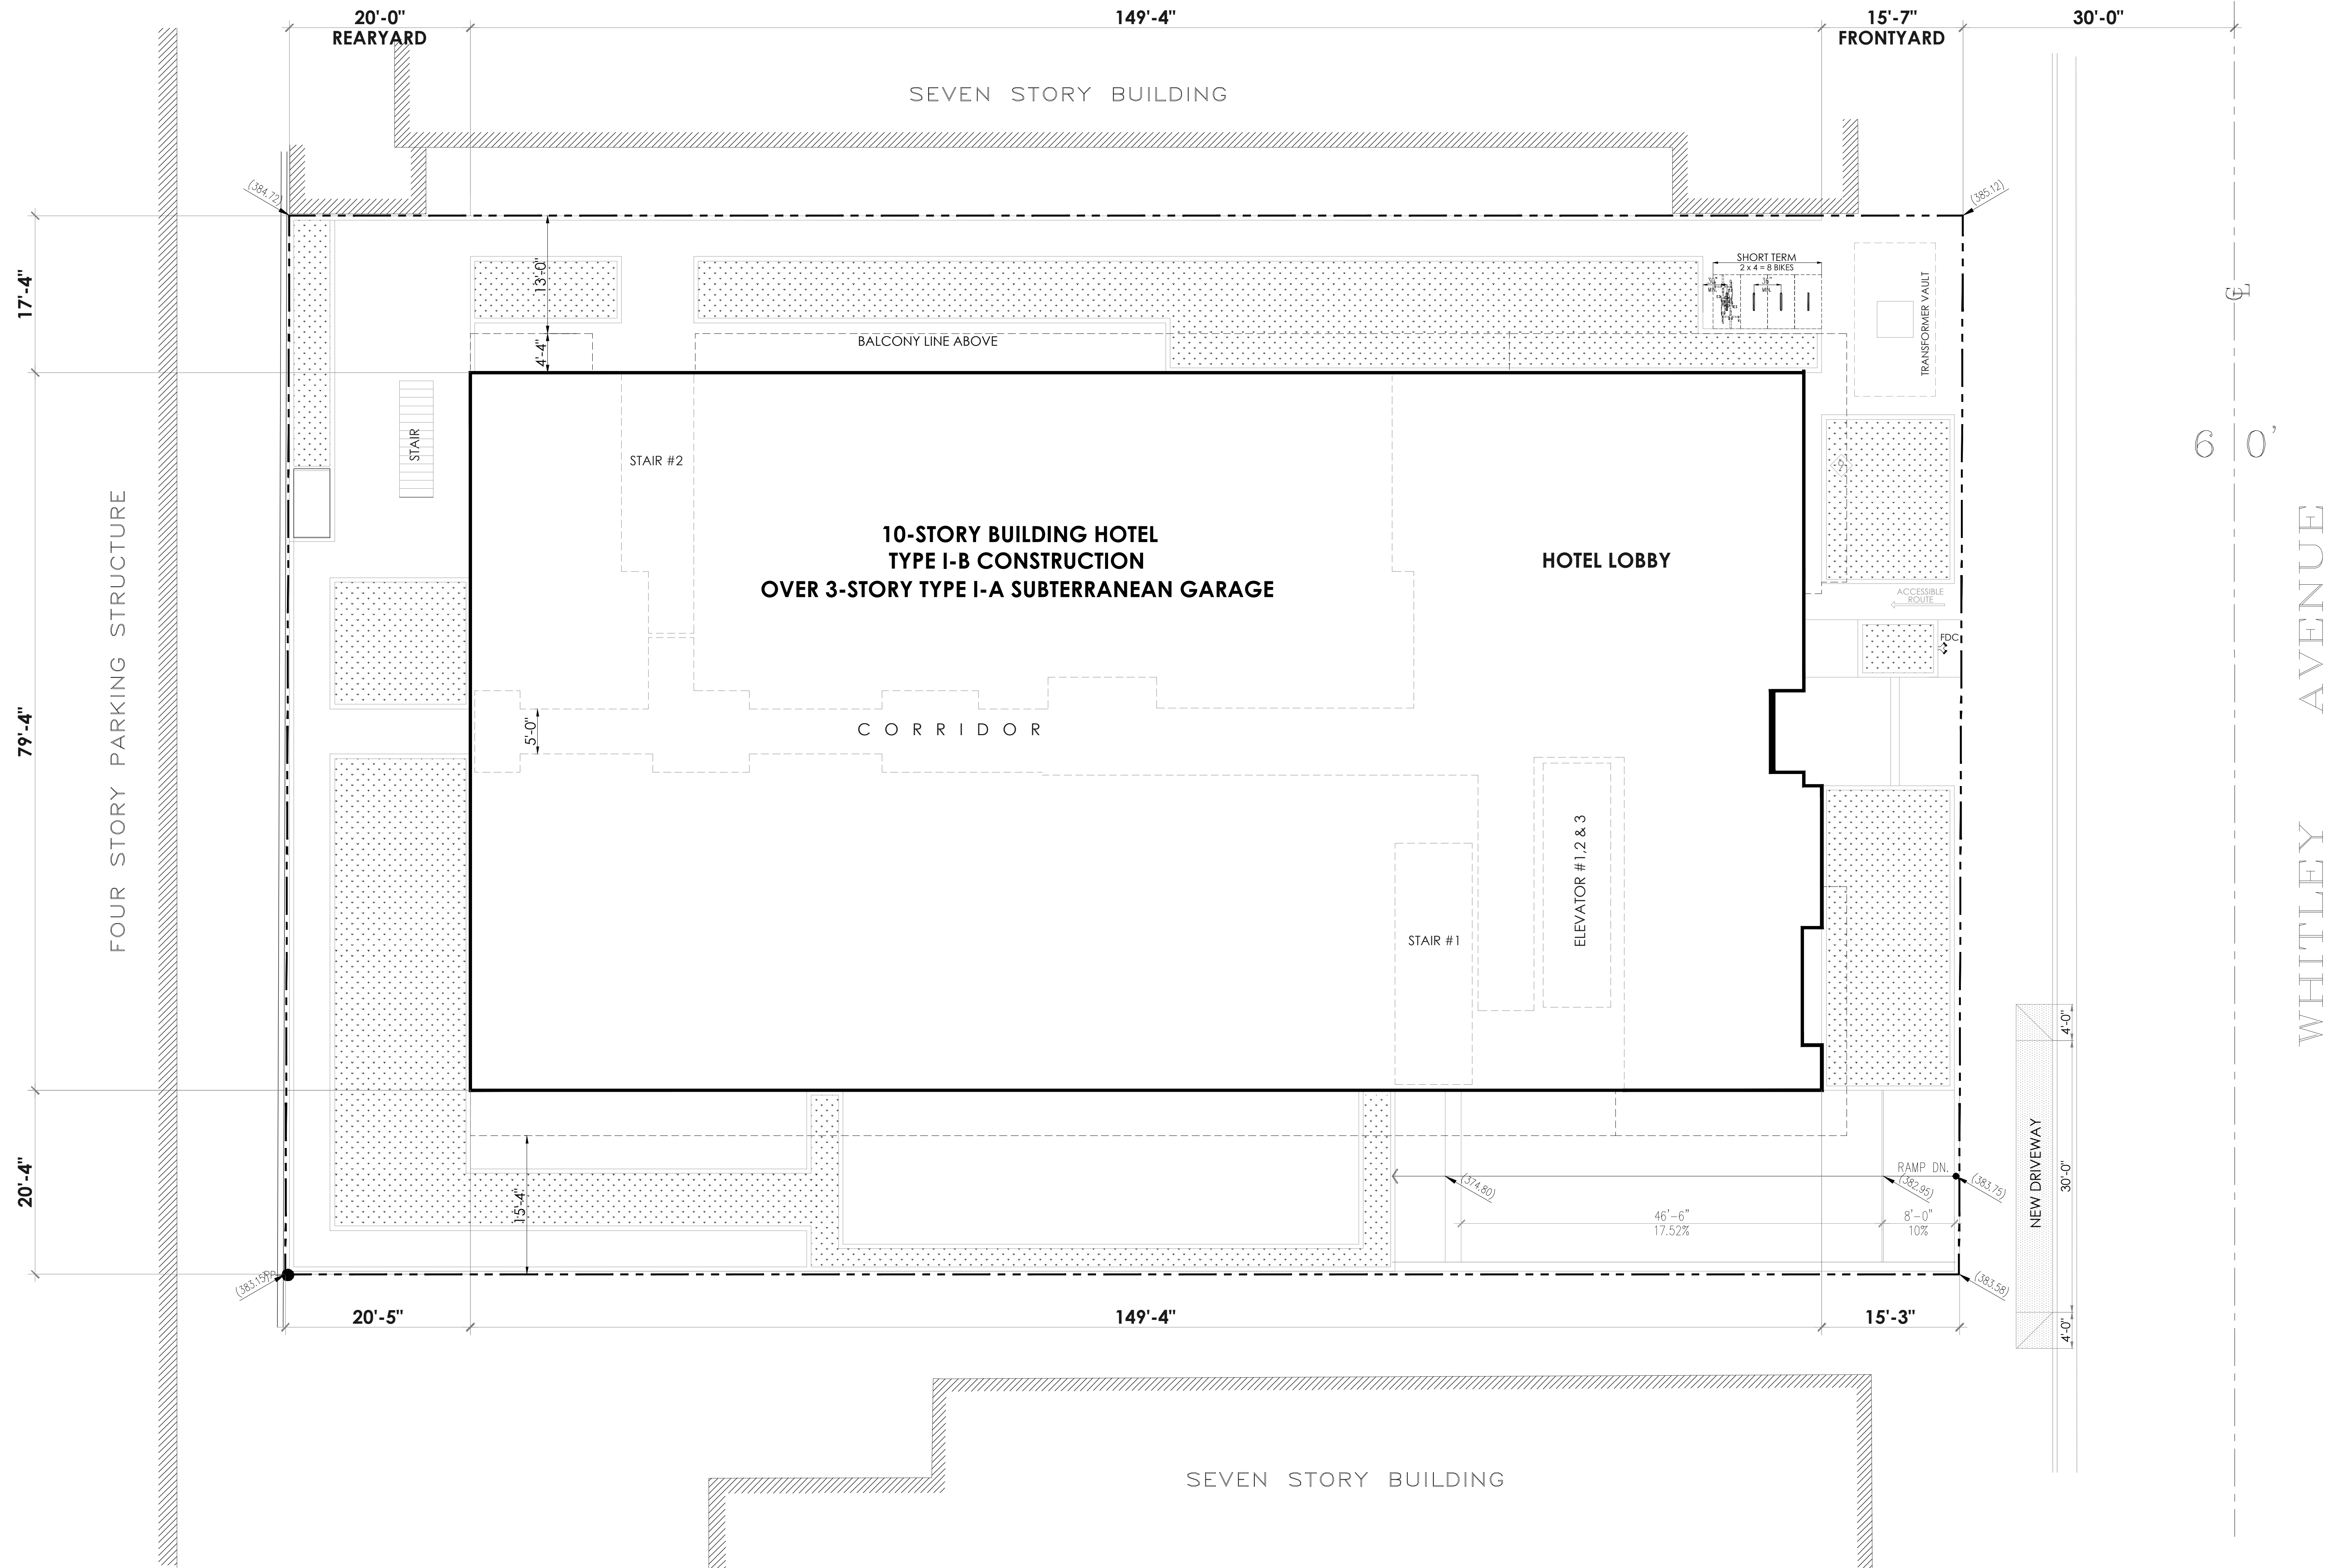 20'-0"
REARYARD
149'-4"
15'-7"
FRONTYARD
30'-0"
SEVEN STORY BUILDING
(384.72)
(385.12)
17'-4"
13'-0"
4'-4"
BALCONY LINE ABOVE
SHORT TERM
2 x 4 = 8 BIKES
TRANSFORMER VAULT
60'
WHITLEY AVENUE
STAIR
STAIR #2
FOUR STORY PARKING STRUCTURE
10-STORY BUILDING HOTEL
TYPE I-B CONSTRUCTION
OVER 3-STORY TYPE I-A SUBTERRANEAN GARAGE
HOTEL LOBBY
ACCESSIBLE
ROUTE
FDC
79'-4"
5'-0"
CORRIDOR
ELEVATOR #1,2 & 3
STAIR #1
4'-0"
NEW DRIVEWAY
30'-0"
4'-0"
20'-4"
15'-4"
RAMP DN.
(374.80)
(382.95)
(383.75)
46'-6"
17.52%
8'-0"
10%
(383.58)
20'-5"
149'-4"
15'-3"
SEVEN STORY BUILDING